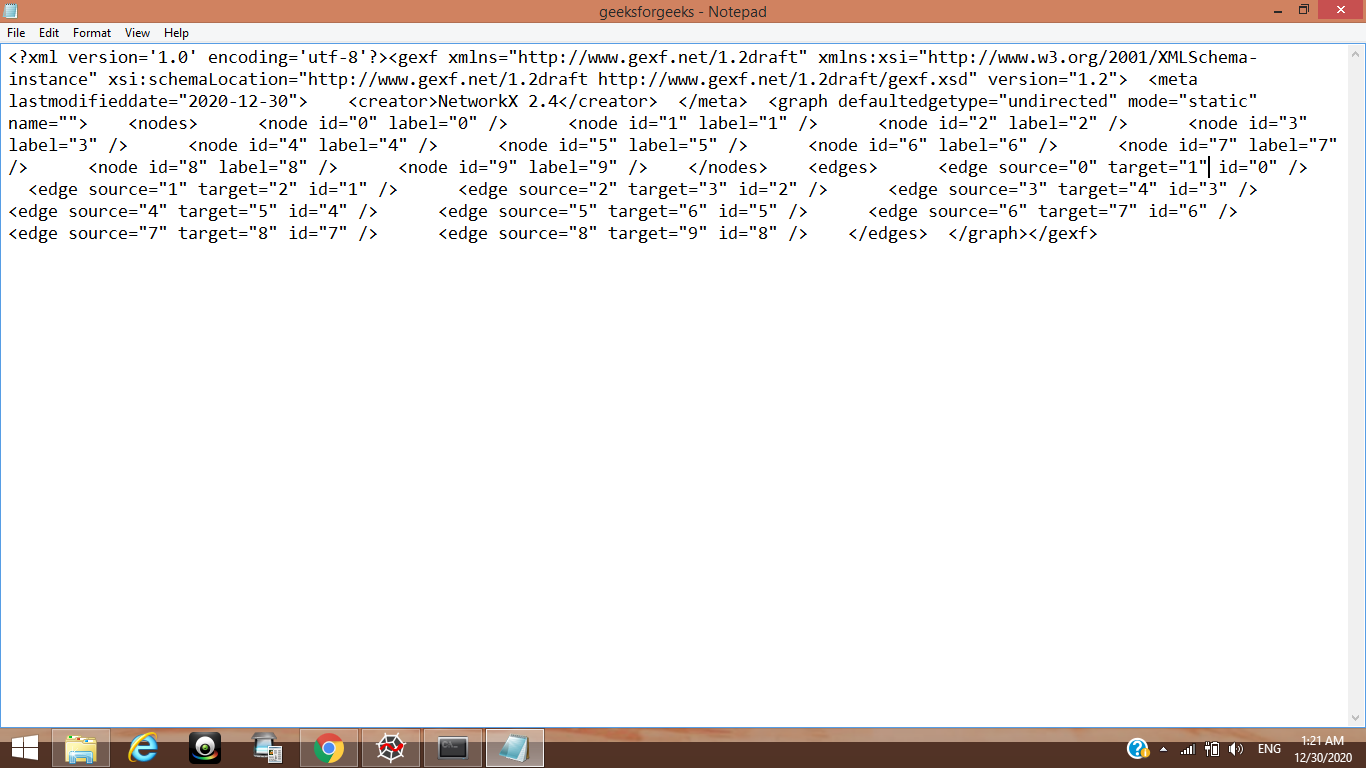 geeksforgeeks - Notepad
File Edit Format View Help
<?xml version='1.0' encoding='utf-8'?><gexf xmlns="http://www.gexf.net/1.2draft" xmlns:xsi="http://www.w3.org/2001/XMLSchema-
instance" xsi:schemaLocation="http://www.gexf.net/1.2draft http://www.gexf.net/1.2draft/gexf.xsd" version="1.2">  <meta
lastmodifieddate="2020-12-30">    <creator>NetworkX 2.4</creator>  </meta>  <graph defaultedgetype="undirected" mode="static"
name="">    <nodes>      <node id="0" label="0" />      <node id="1" label="1" />      <node id="2" label="2" />      <node id="3"
label="3" />      <node id="4" label="4" />      <node id="5" label="5" />      <node id="6" label="6" />      <node id="7" label="7"
/>      <node id="8" label="8" />      <node id="9" label="9" />    </nodes>    <edges>      <edge source="0" target="1" id="0" />
  <edge source="1" target="2" id="1" />      <edge source="2" target="3" id="2" />      <edge source="3" target="4" id="3" />
<edge source="4" target="5" id="4" />      <edge source="5" target="6" id="5" />      <edge source="6" target="7" id="6" />
<edge source="7" target="8" id="7" />      <edge source="8" target="9" id="8" />    </edges>  </graph></gexf>
ENG
1:21 AM
12/30/2020